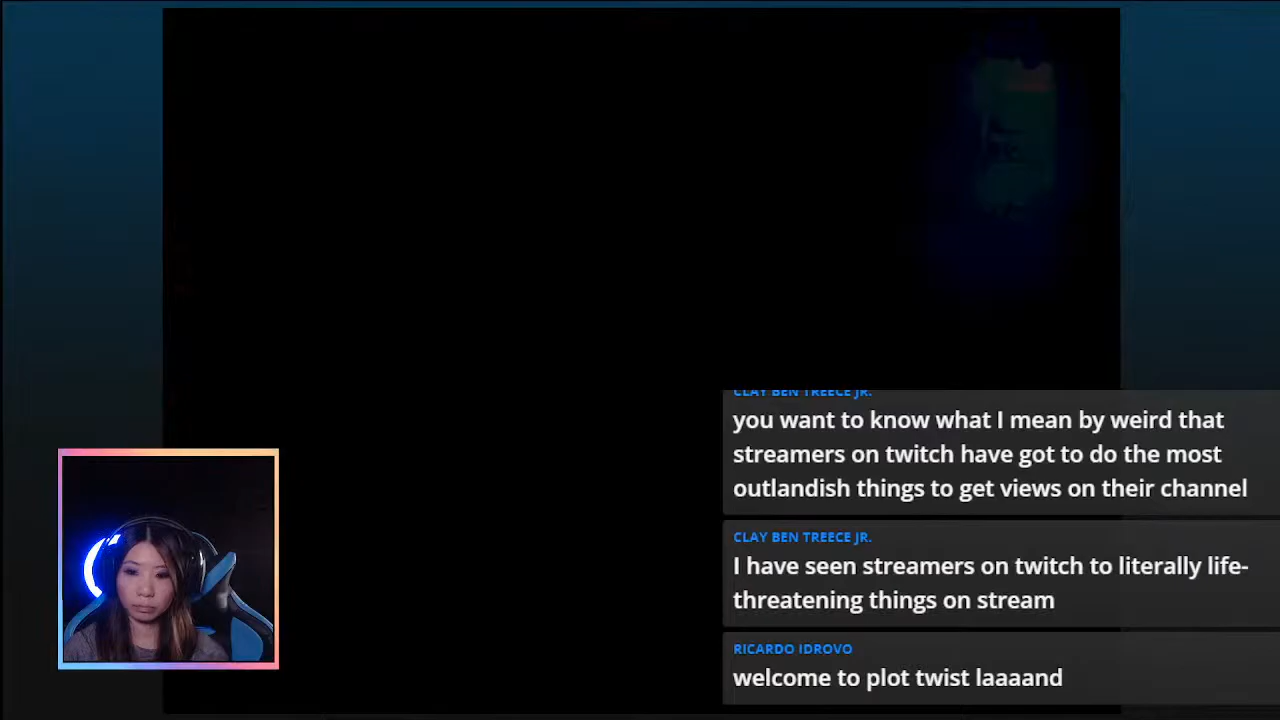 CLAY BEN TREECE JR.
you want to know what I mean by weird that
streamers on twitch have got to do the most
outlandish things to get views on their channel
CLAY BEN TREECE JR.
I have seen streamers on twitch to literally life-
threatening things on stream
RICARDO IDROVO
welcome to plot twist laaaand